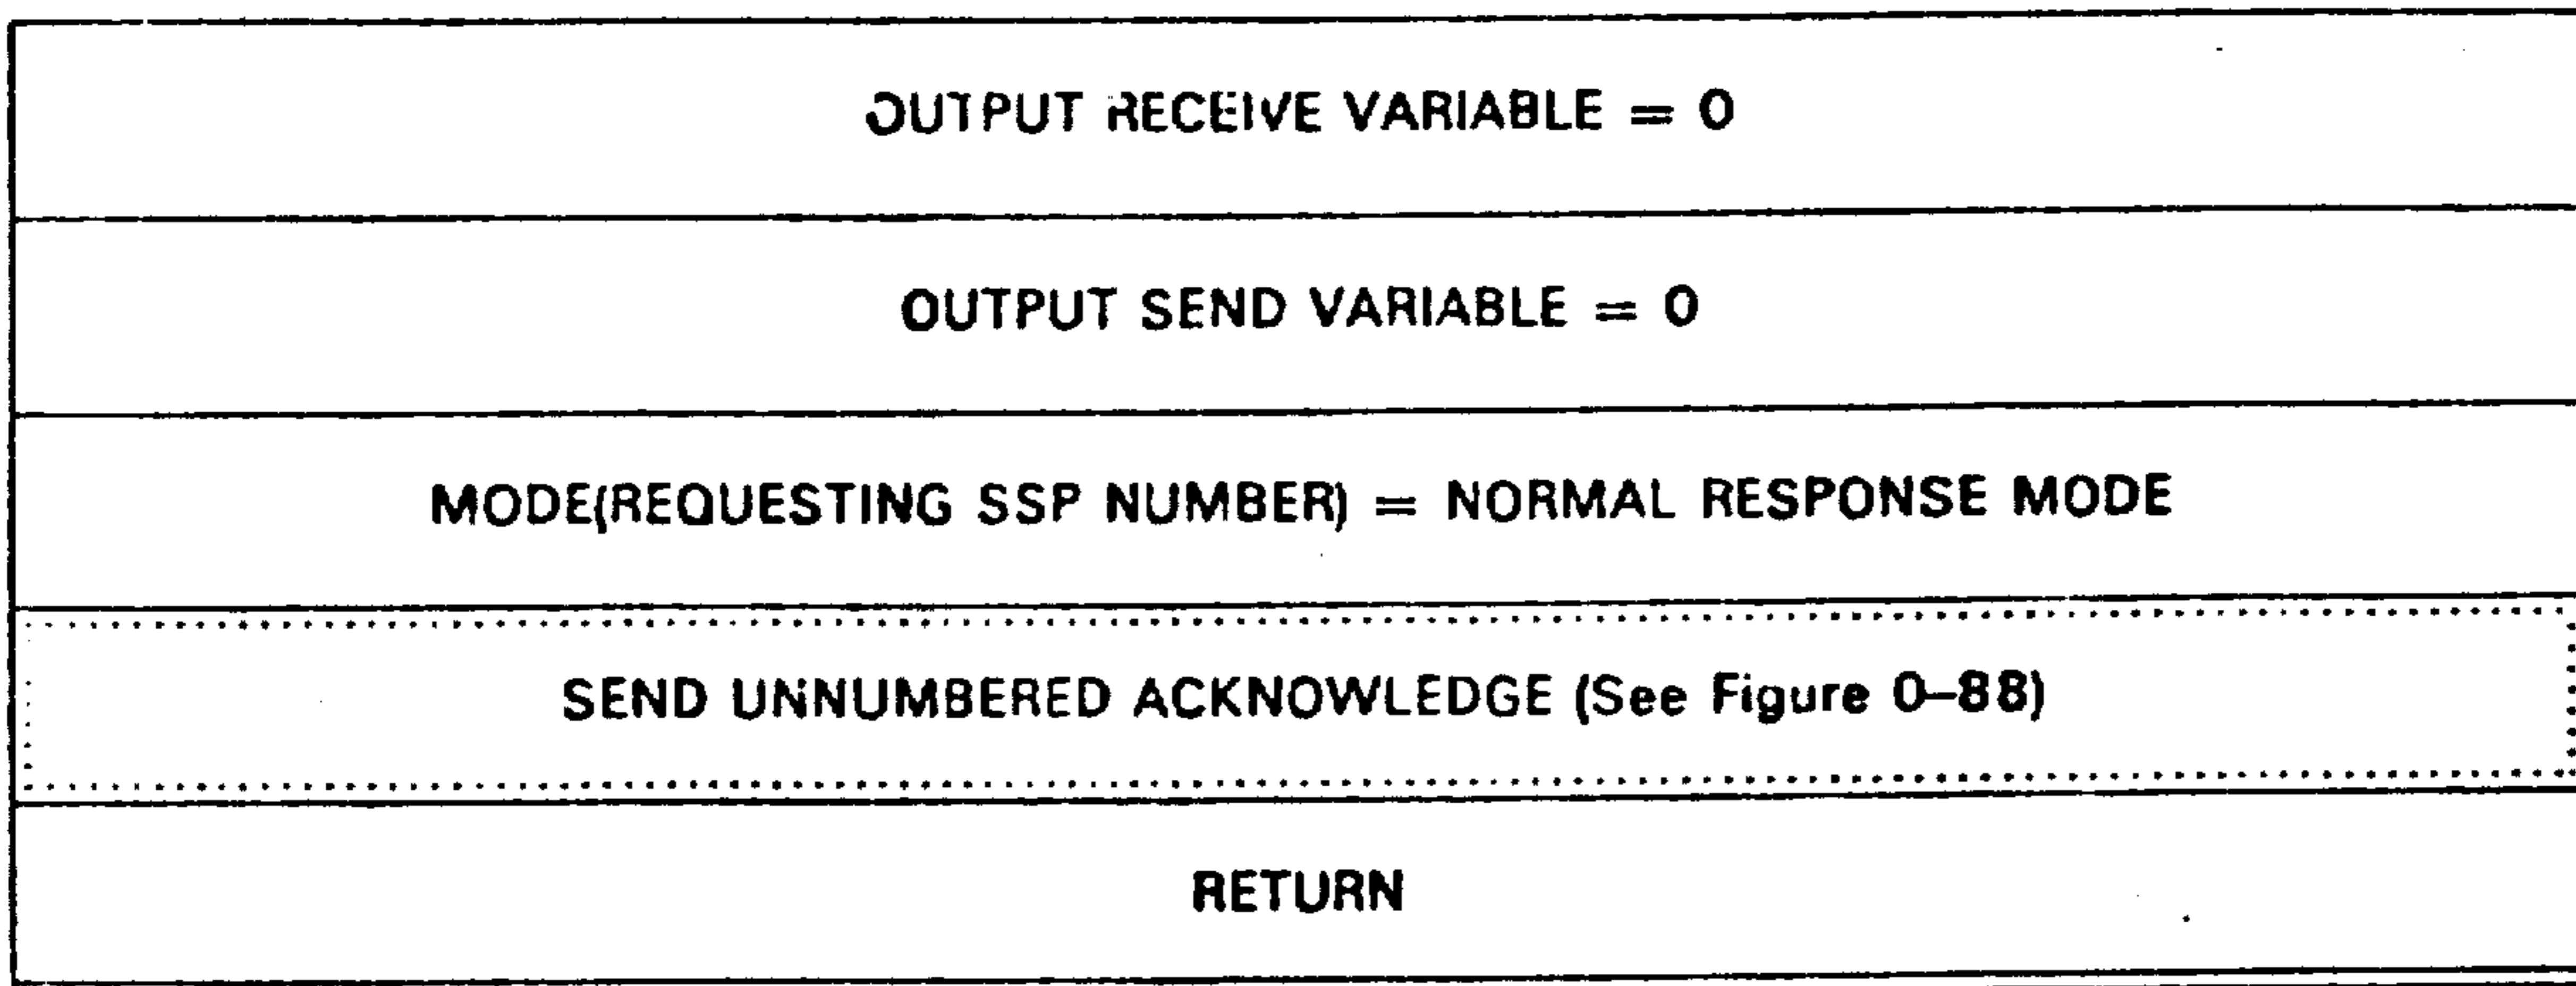 OUTPUT RECEIVE VARIABLE = 0
OUTPUT SEND VARIABLE = 0
MODE(REQUESTING SSP NUMBER) = NORMAL RESPONSE MODE
SEND UNNUMBERED ACKNOWLEDGE (See Figure 0–88)
RETURN